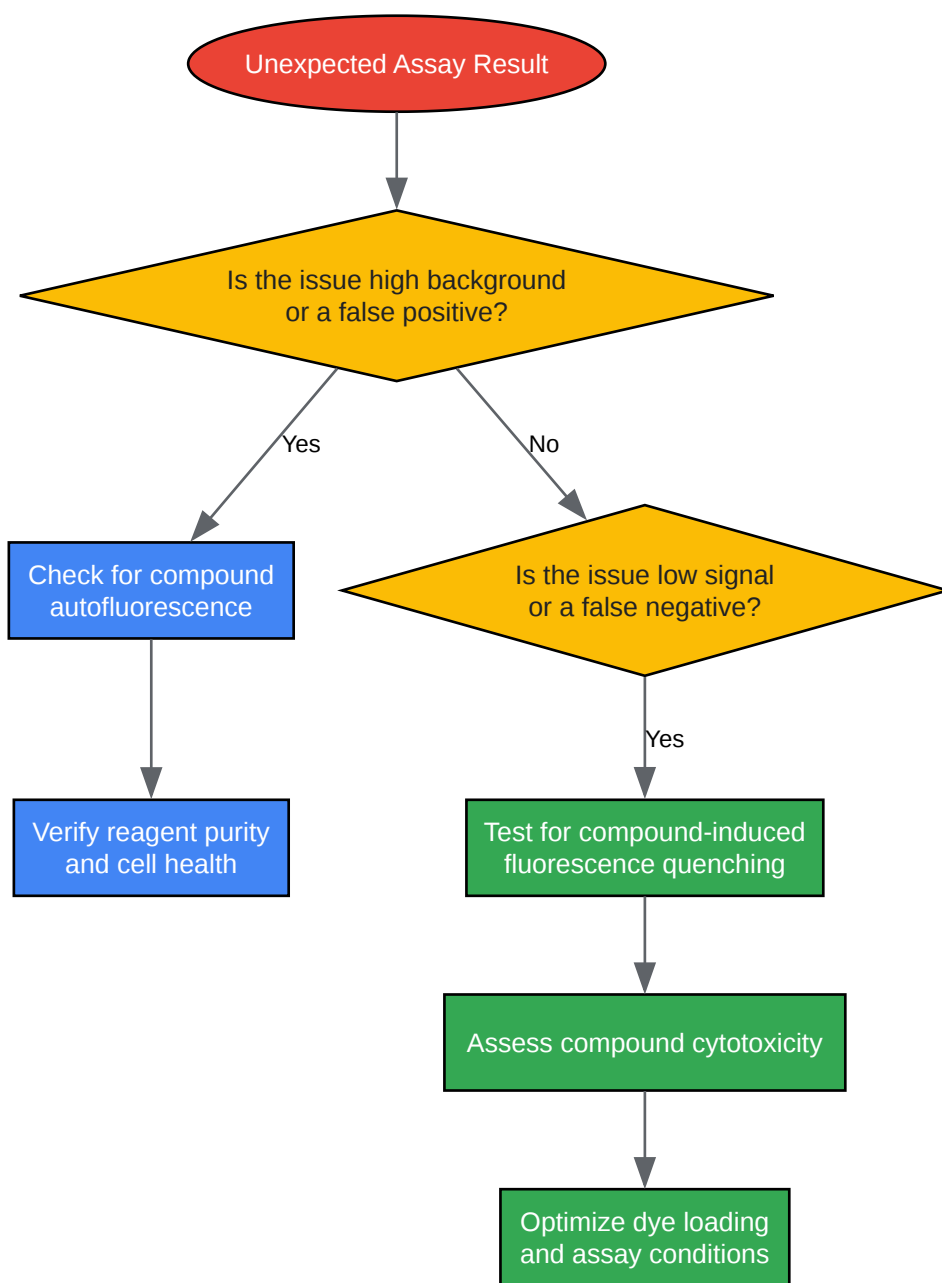 Unexpected Assay Result
Is the issue high background
or a false positive?
Yes
No
Check for compound
autofluorescence
Is the issue low signal
or a false negative?
Yes
Verify reagent purity
and cell health
Test for compound-induced
fluorescence quenching
Assess compound cytotoxicity
Optimize dye loading
and assay conditions